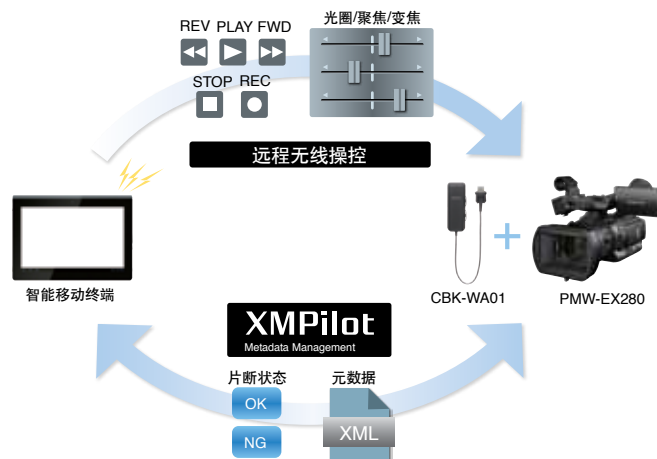 光圈/聚焦/变焦
REV PLAY FWD
STOP REC
远程无线操控
智能移动终端
CBK-WA01
PMW-EX280
XMPilot
Metadata Management
片断状态
元数据
OK
NG
XML